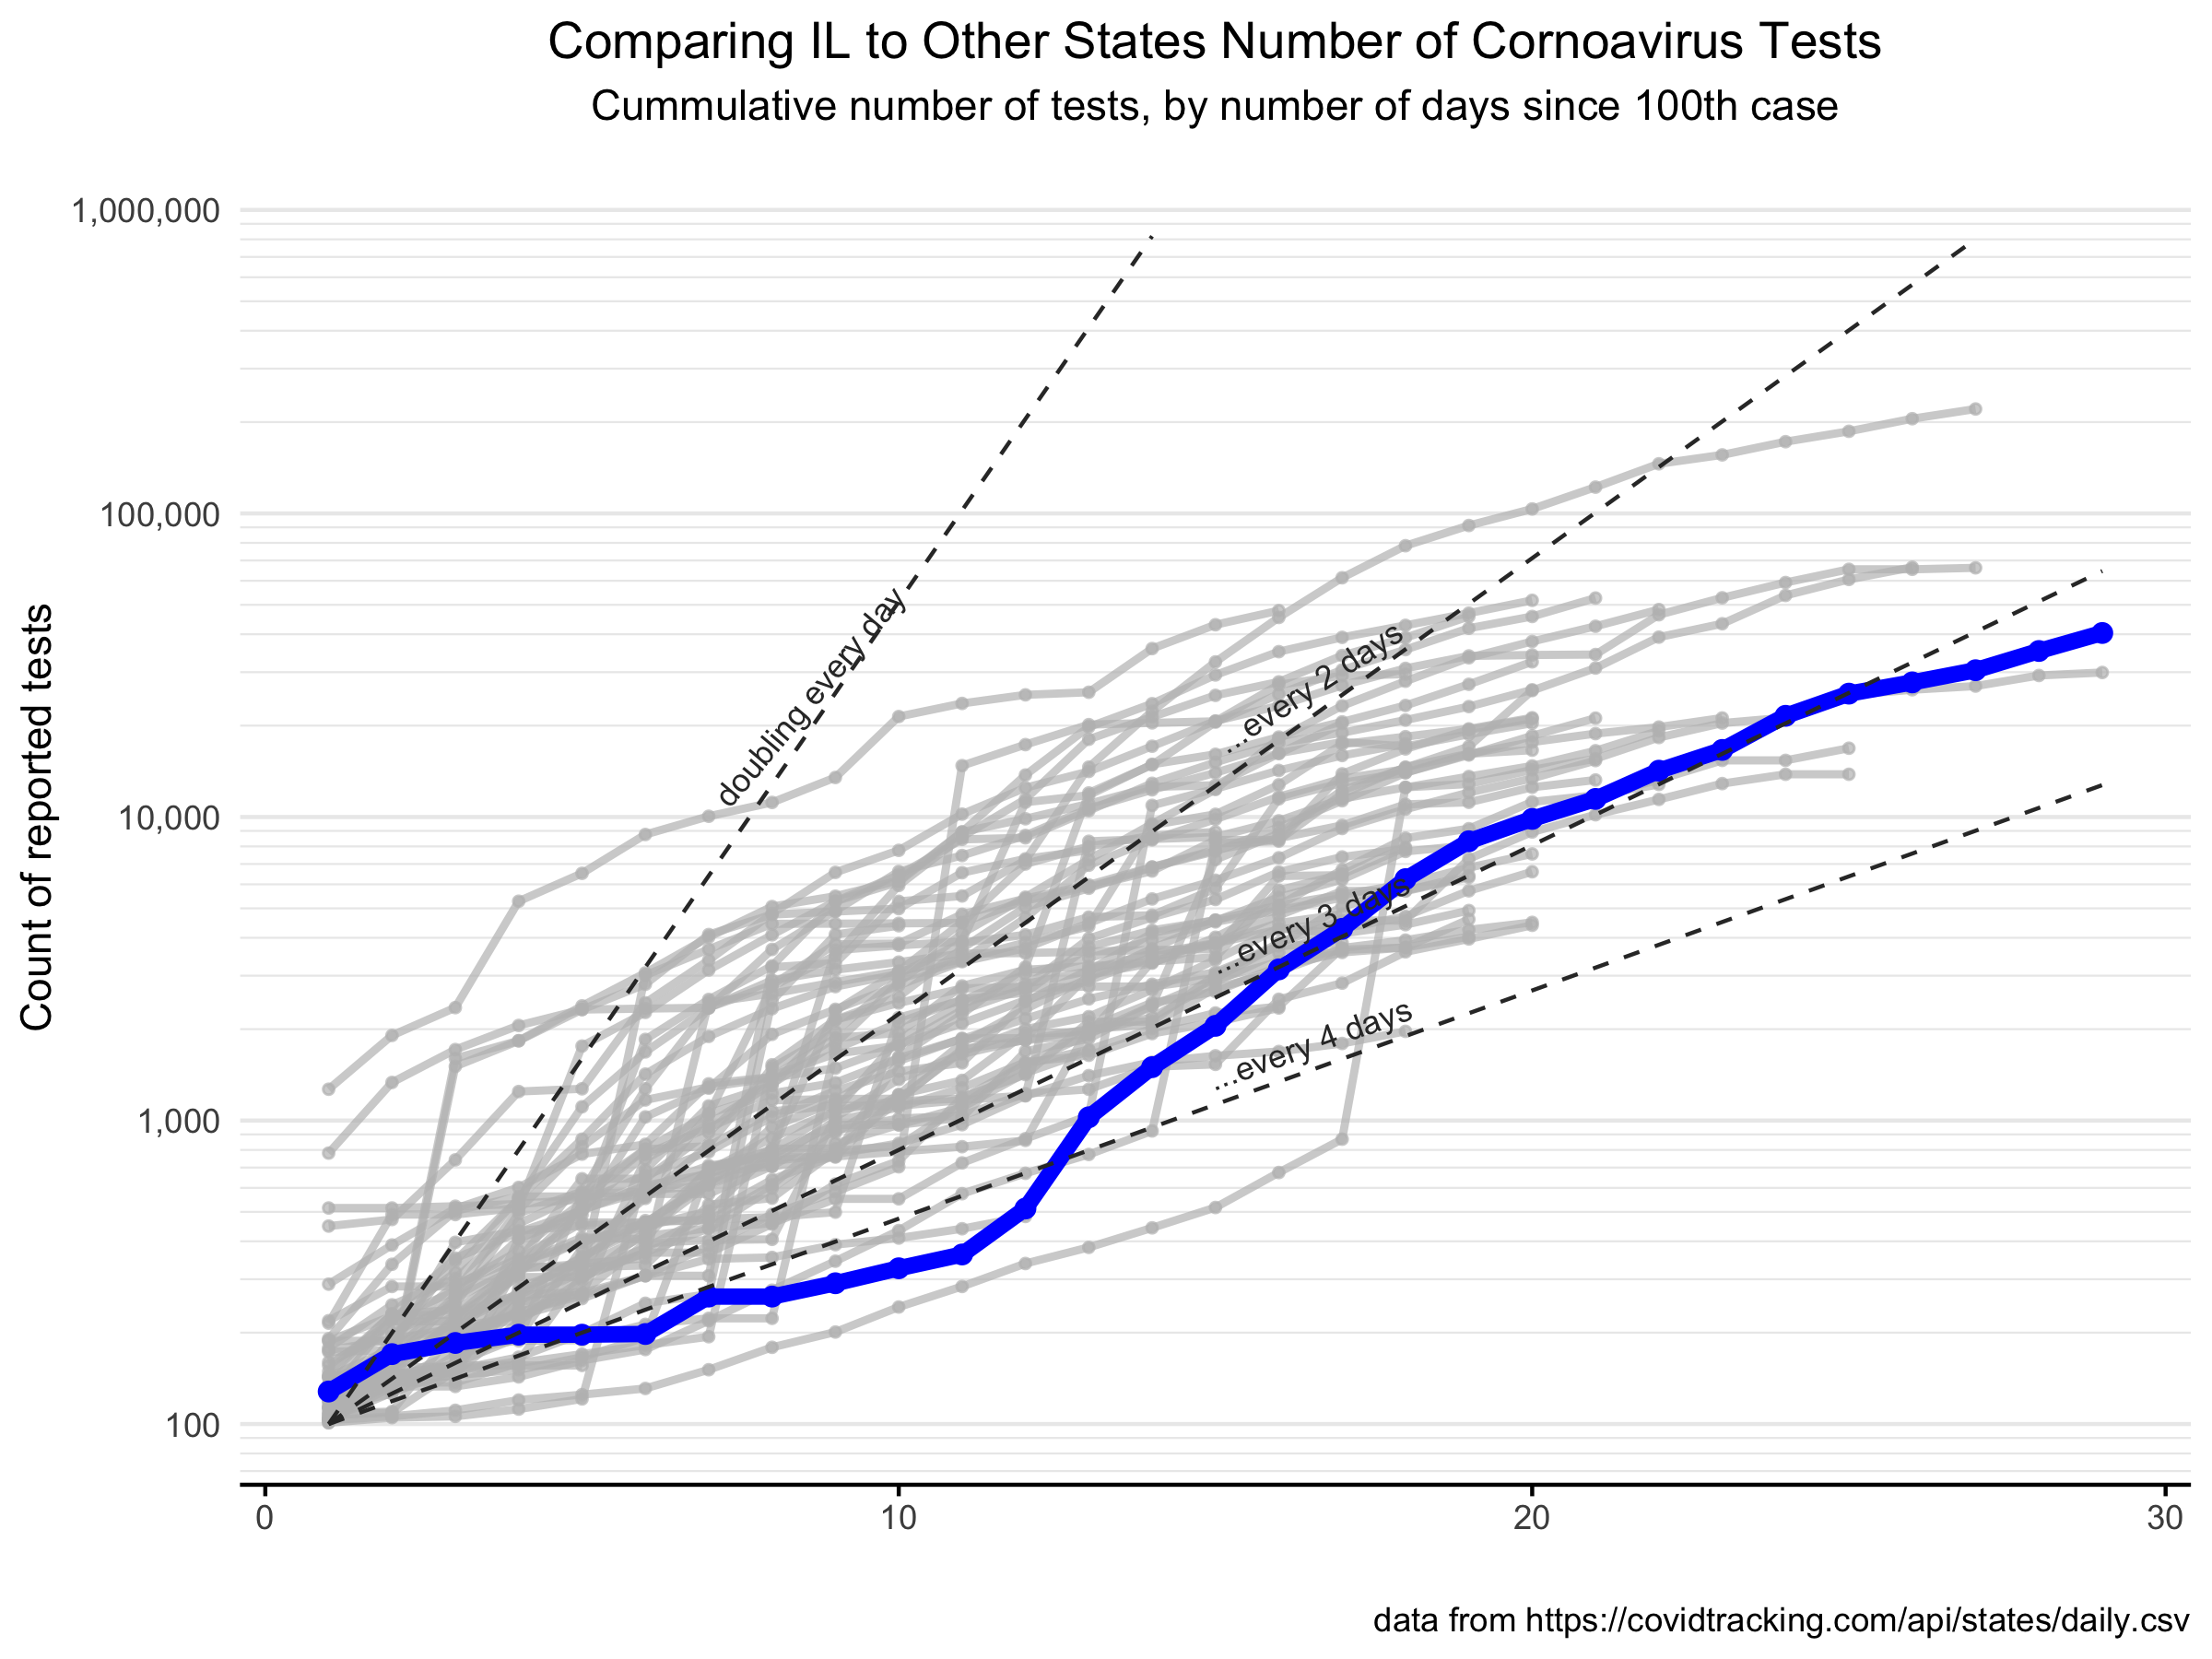 Comparing IL to Other States Number of Cornoavirus Tests
Cummulative number of tests, by number of days since 100th case
Count of reported tests
1,000,000
100,000
10,000
1,000
100
doubling every day
...every 2 days
...every 3 days
...every 4 days
0
10
20
30
data from https://covidtracking.com/api/states/daily.csv